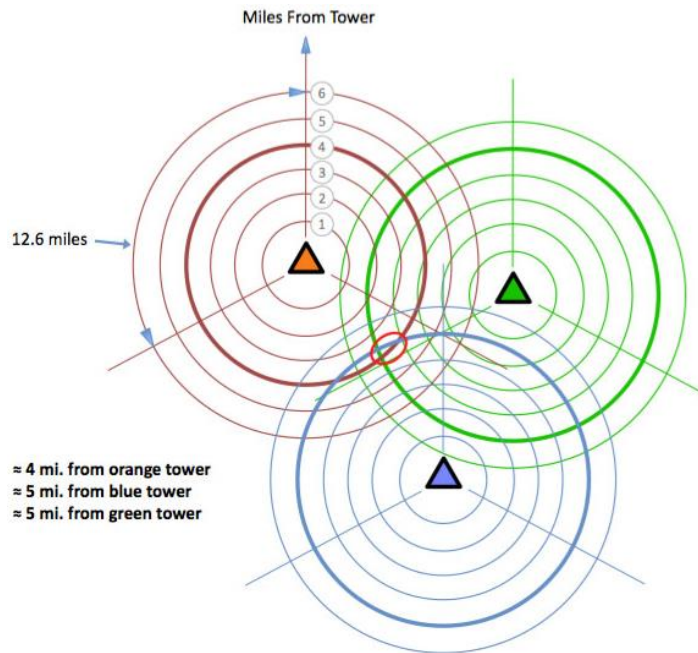 Miles From Tower
6
5
4
3
2
1
12.6 miles
≈ 4 mi. from orange tower
≈ 5 mi. from blue tower
≈ 5 mi. from green tower